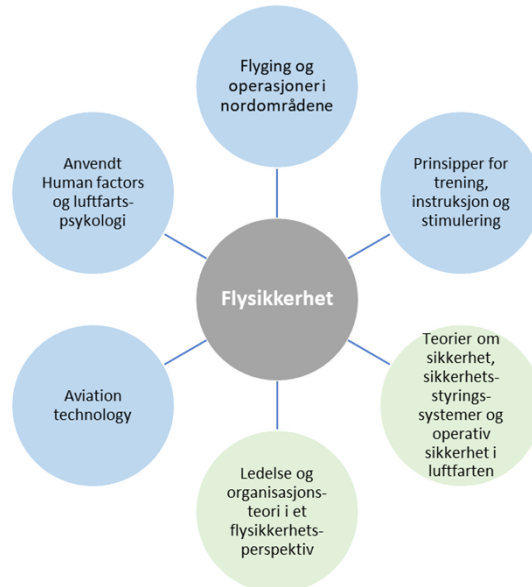 Flyging og
operasjoner i
nordområdene
Anvendt
Human factors
og luftfarts-
psykologi
Prinsipper for
trening,
instruksjon og
stimulering
Flysikkerhet
Aviation
technology
Teorier om
sikkerhet,
sikkerhets-
styrings-
systemer og
operativ
sikkerhet i
luftfarten
Ledelse og
organisasjons-
teori i et
flysikkerhets-
perspektiv